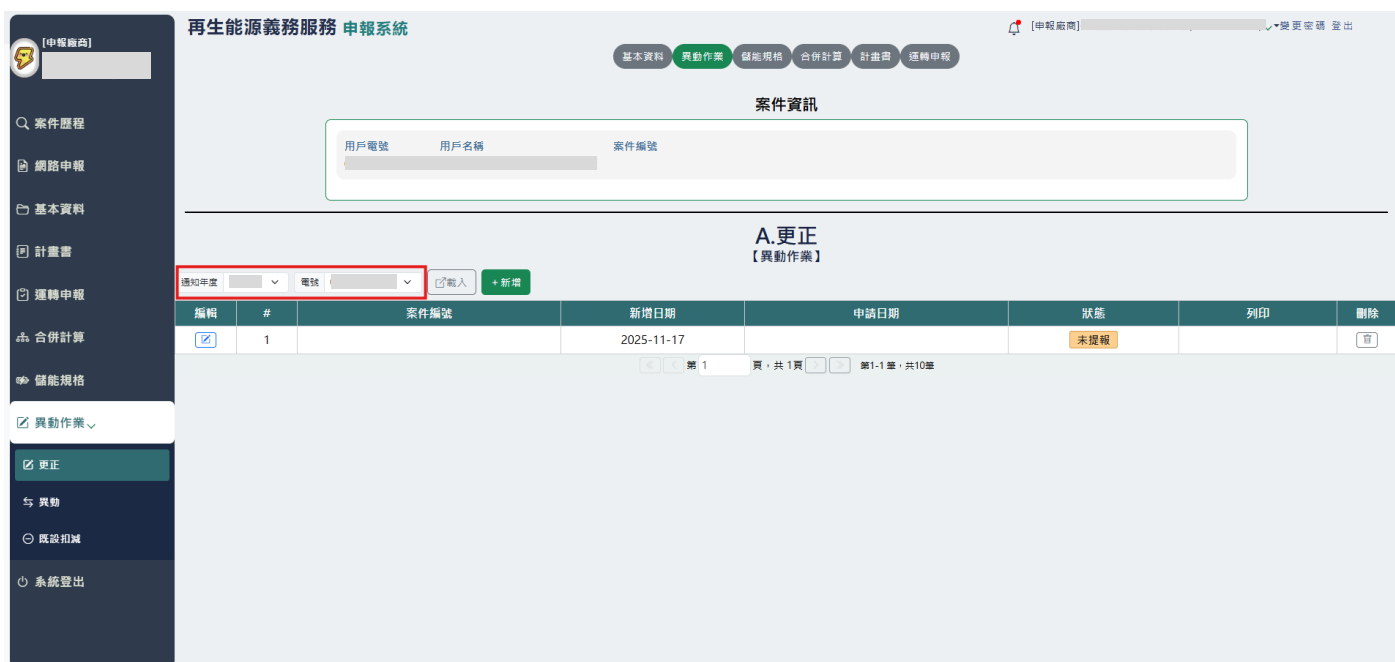 [申報廠商]
案件歷程
網路申報
基本資料
計畫書
運轉申報
合併計算
儲能規格
異動作業
更正
異動
既設扣減
系統登出
再生能源義務服務 申報系統
[申報廠商] 變更密碼 登出
基本資料 異動作業 儲能規格 合併計算 計畫書 運轉申報
案件資訊
用戶電號 用戶名稱 案件編號
A.更正
【異動作業】
通知年度 電號 載入 +新增
編輯 # 案件編號 新增日期 申請日期 狀態 列印 刪除
1 2025-11-17 未提報
第 1 頁，共 1頁 第1-1 筆，共10筆